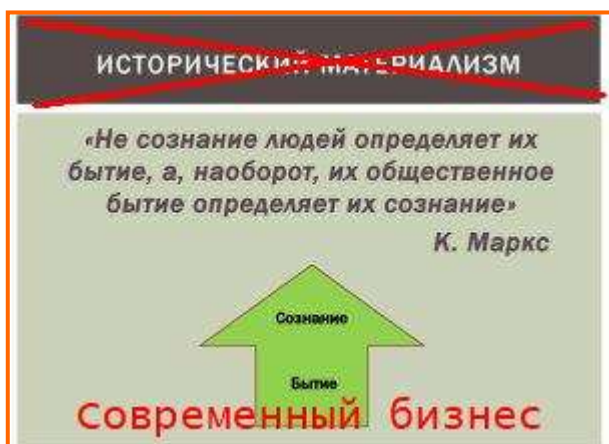 ИСТОРИЧЕСКИЙ МАТЕРИАЛИЗМ
«Не сознание людей определяет их
бытие, а, наоборот, их общественное
бытие определяет их сознание»
К. Маркс
Сознание
Бытие
Современный бизнес